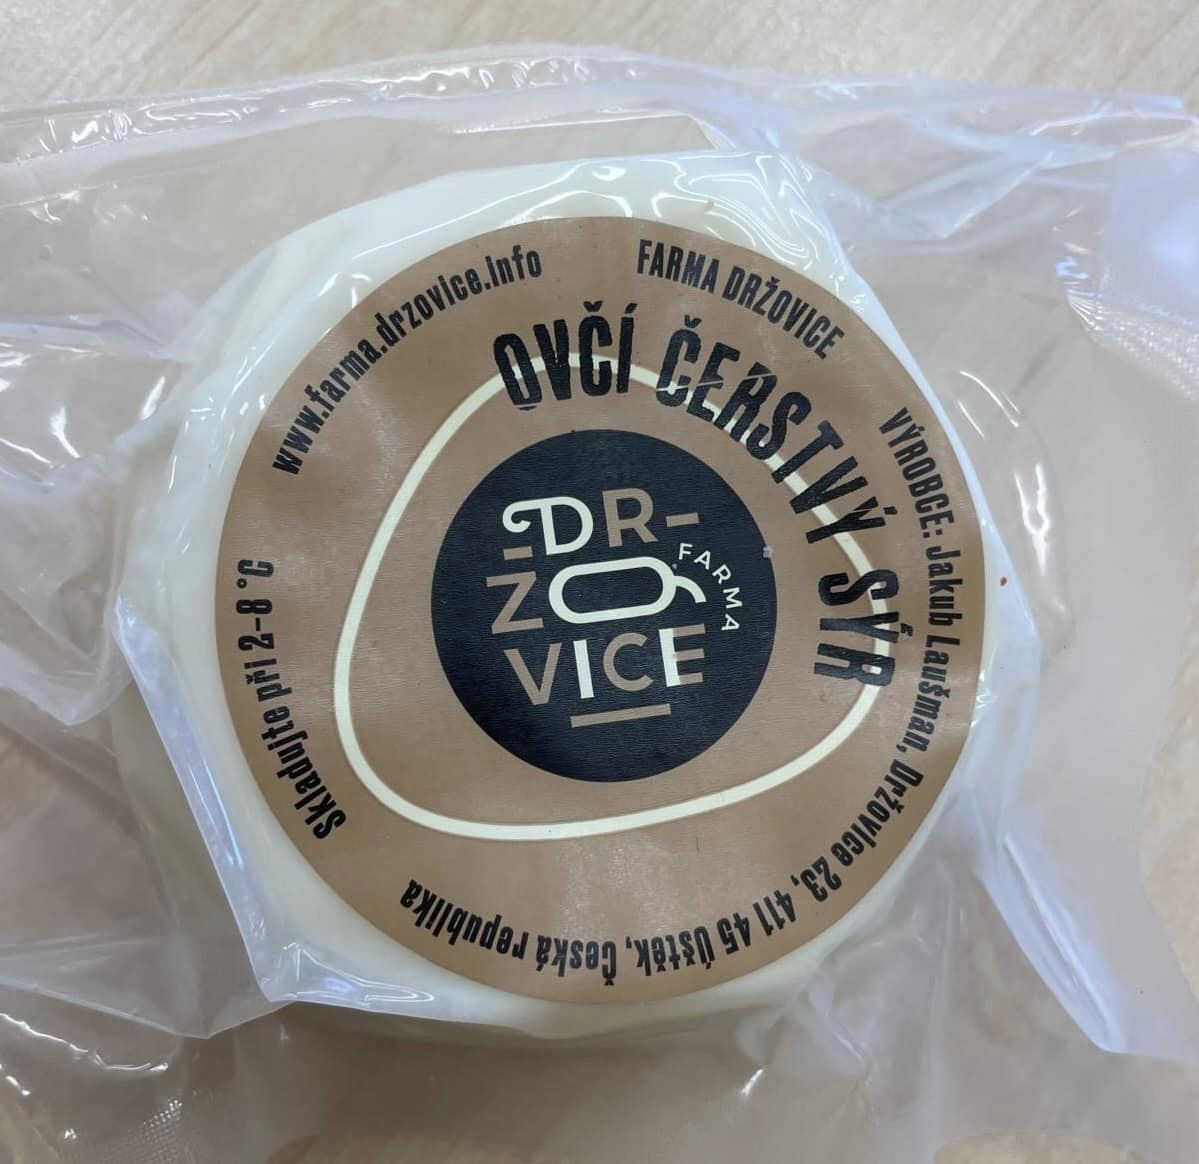 www.farma.drzovice.info
FARMA DRŽOVICE
OVČÍ ČERSTVÝ SÝR
VÝROBCE: Jakub Laušman, Držovice 23, 411 45 Úštěk, Česká republika
Skladujte při 2-8 °C
DR-
-ZO
VICE
FARMA